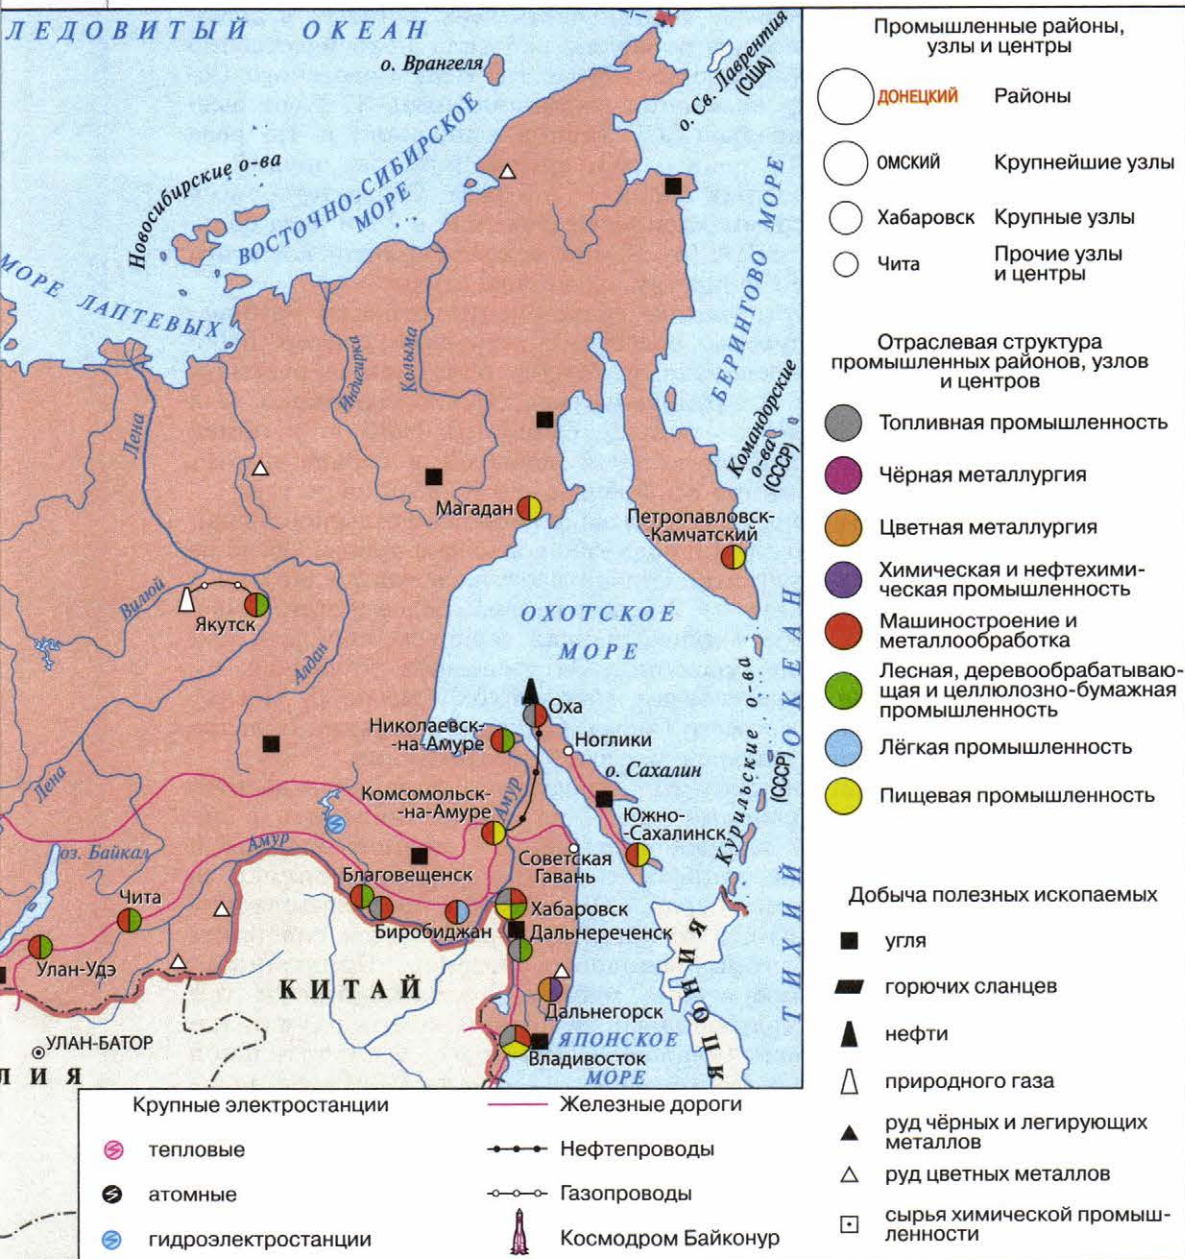 ЛЕДОВИТЫЙ ОКЕАН
о. Врангеля
о. Св. Лаврентия
(США)
Новосибирские о-ва
ВОСТОЧНО-СИБИРСКОЕ
МОРЕ
МОРЕ ЛАПТЕВЫХ
БЕРИНГОВО МОРЕ
Индигирка
Колыма
Лена
Командорские
о-ва
(СССР)
Магадан
Петропавловск-
-Камчатский
Вилюй
Якутск
Алдан
ОХОТСКОЕ
МОРЕ
ТИХИЙ ОКЕАН
Оха
Николаевск-
-на-Амуре
Ноглики
о. Сахалин
Курильские о-ва
(СССР)
Лена
Комсомольск-
-на-Амуре
Амур
Южно-
-Сахалинск
оз. Байкал
Амур
Советская
Гавань
Благовещенск
Чита
Хабаровск
Биробиджан
Дальнереченск
Улан-Удэ
КИТАЙ
Дальнегорск
ЯПОНИЯ
УЛАН-БАТОР
ЯПОНСКОЕ
МОРЕ
Владивосток
ЛИЯ
Промышленные районы,
узлы и центры
ДОНЕЦКИЙ Районы
ОМСКИЙ Крупнейшие узлы
Хабаровск Крупные узлы
Чита Прочие узлы
и центры
Отраслевая структура
промышленных районов, узлов
и центров
Топливная промышленность
Чёрная металлургия
Цветная металлургия
Химическая и нефтехими-
ческая промышленность
Машиностроение и
металлообработка
Лесная, деревообрабатываю-
щая и целлюлозно-бумажная
промышленность
Лёгкая промышленность
Пищевая промышленность
Добыча полезных ископаемых
угля
горючих сланцев
нефти
природного газа
руд чёрных и легирующих
металлов
руд цветных металлов
сырья химической промыш-
ленности
Крупные электростанции
тепловые
атомные
гидроэлектростанции
Железные дороги
Нефтепроводы
Газопроводы
Космодром Байконур